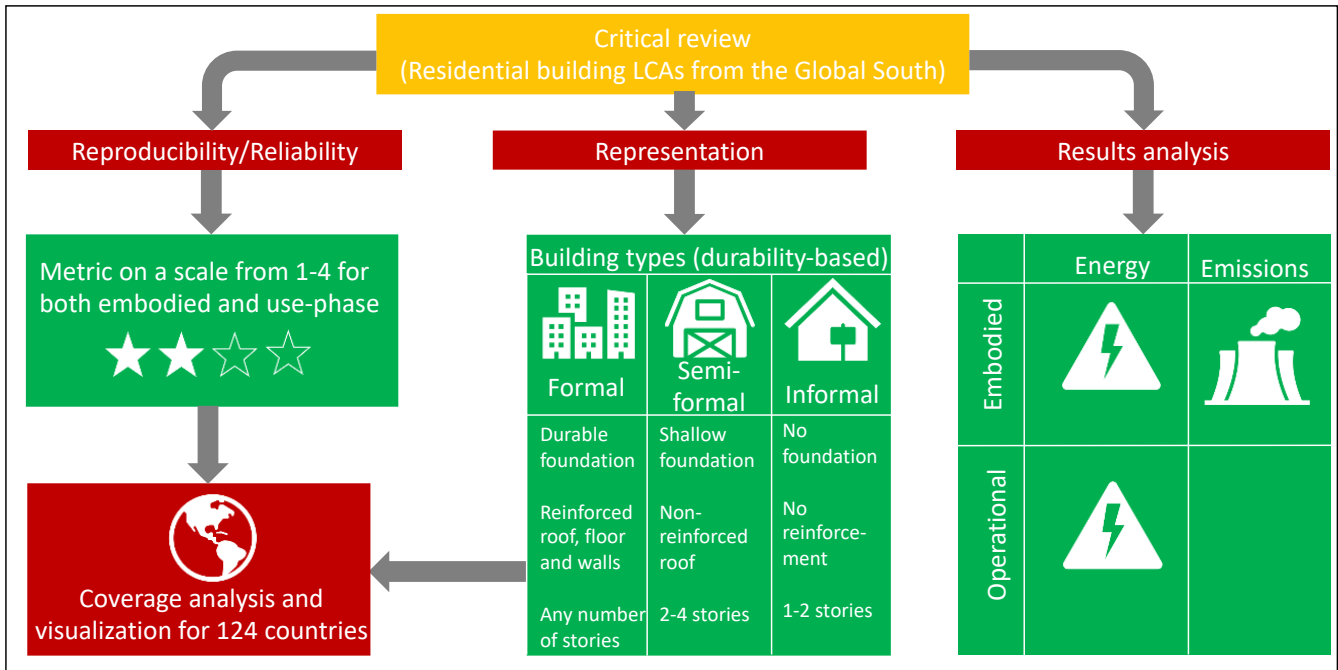 Critical review
(Residential building LCAs from the Global South)
Reproducibility/Reliability
Metric on a scale from 1-4 for
both embodied and use-phase
Coverage analysis and
visualization for 124 countries
Representation
Building types (durability-based)
Formal
Semi-
formal
Informal
Durable
foundation
Shallow
foundation
No
foundation
Reinforced
roof, floor
and walls
Non-
reinforced
roof
No
reinforce-
ment
Any number
of stories
2-4 stories
1-2 stories
Results analysis
Energy
Emissions
Embodied
Operational